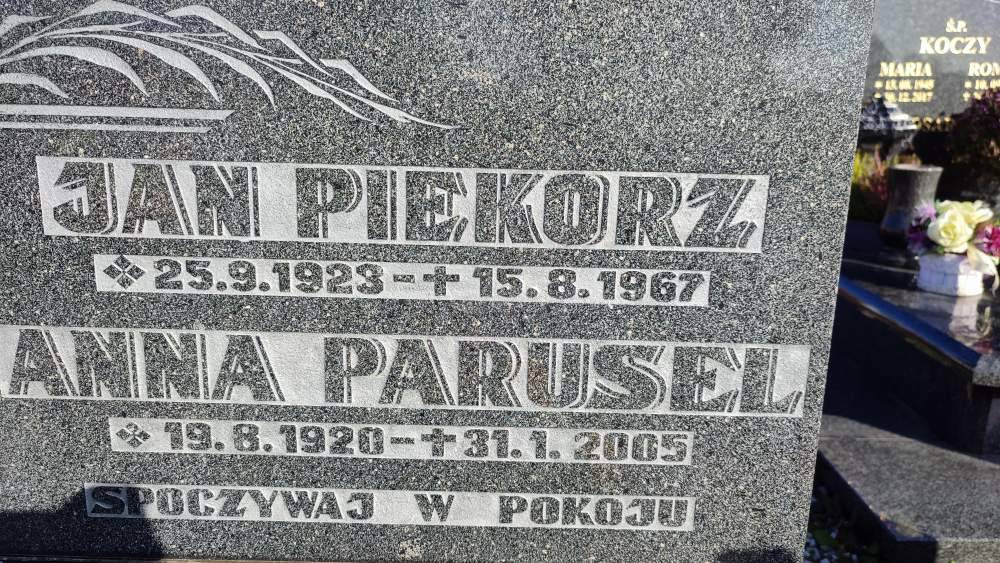 JAN PIEKORZ
25.9.1923 – + 15.8.1967
ANNA PARUSEL
19.8.1920 – + 31.1.2005
SPOCZYWAJ W POKOJU
Ś.P.
KOCZY
MARIA